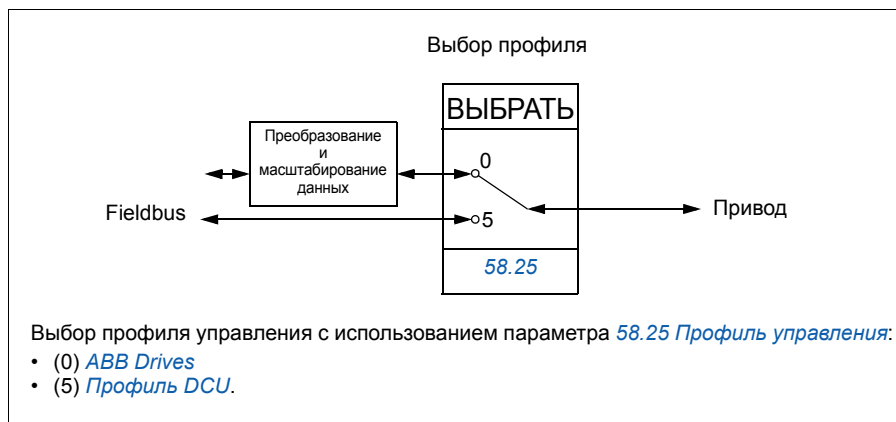 Выбор профиля
ВЫБРАТЬ
Преобразование
и
масштабирование
данных
0
Fieldbus
5
Привод
58.25
Выбор профиля управления с использованием параметра 58.25 Профиль управления:
• (0) ABB Drives
• (5) Профиль DCU.